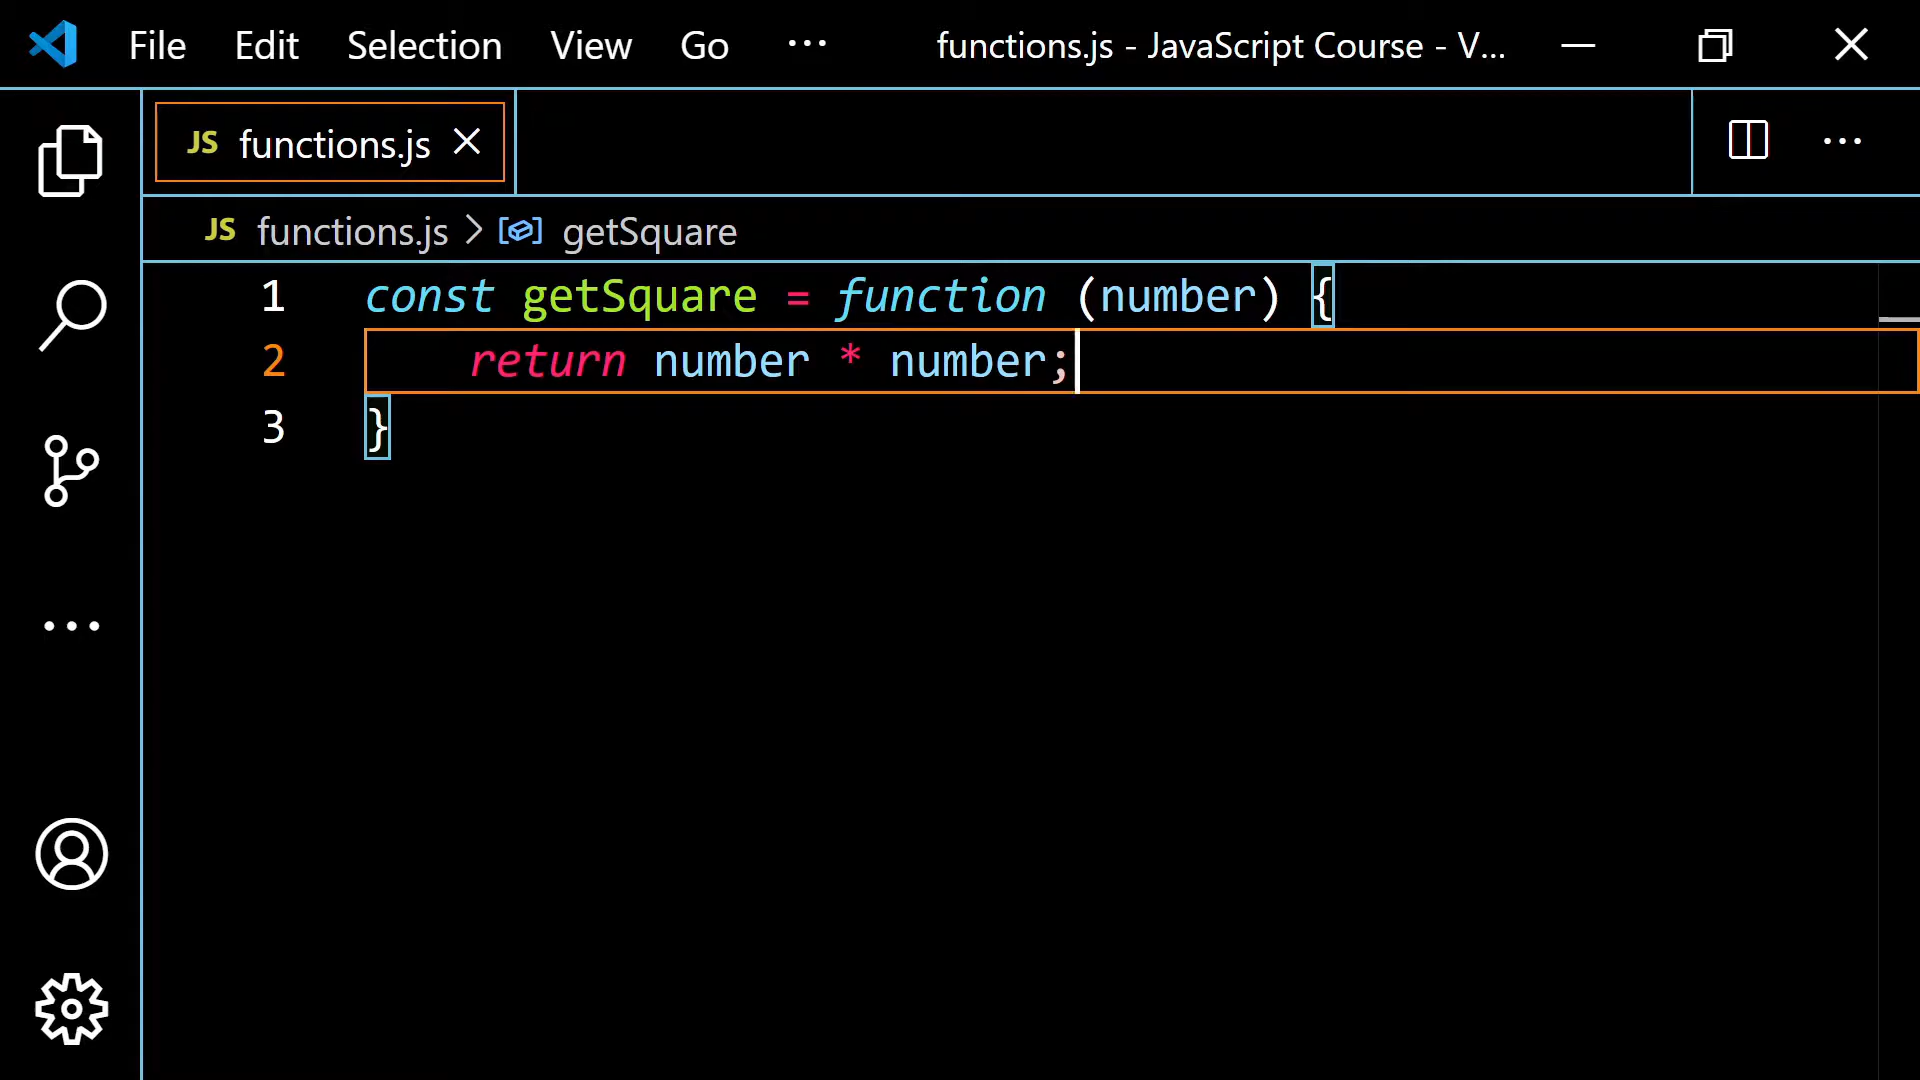 File Edit Selection View Go ··· functions.js - JavaScript Course - V...
JS functions.js
JS functions.js > getSquare
1 const getSquare = function (number) {
2 return number * number;
3 }